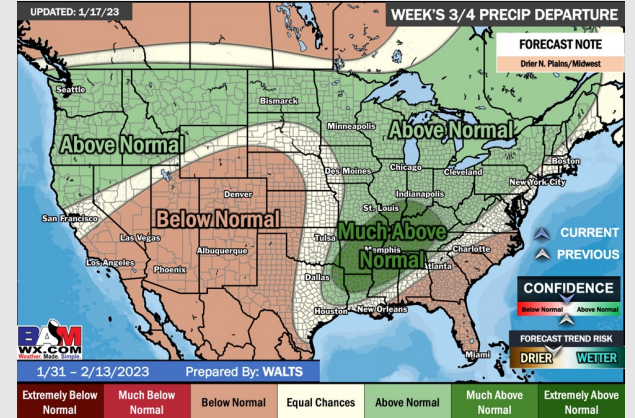 UPDATED: 1/17/23
WEEK'S 3/4 PRECIP DEPARTURE
FORECAST NOTE
Drier N. Plains/Midwest
Seattle
Bismarck
Minneapolis
Above Normal
Above Normal
Boston
Chicago
Cleveland
Des Moines
New York City
Denver
Indianapolis
St. Louis
San Francisco
Below Normal
Much Above
Normal
CURRENT
Las Vegas
Tulsa
Memphis
Charlotte
PREVIOUS
Albuquerque
Los Angeles
Phoenix
Atlanta
Dallas
CONFIDENCE
Below Normal
Above Normal
Houston
New Orleans
BAM
WX.COM
Weather. Made. Simple.
FORECAST TREND RISK
DRIER
WETTER
Miami
1/31 – 2/13/2023
Prepared By: WALTS
Extremely Below
Normal
Much Below
Normal
Below Normal
Equal Chances
Above Normal
Much Above
Normal
Extremely Above
Normal